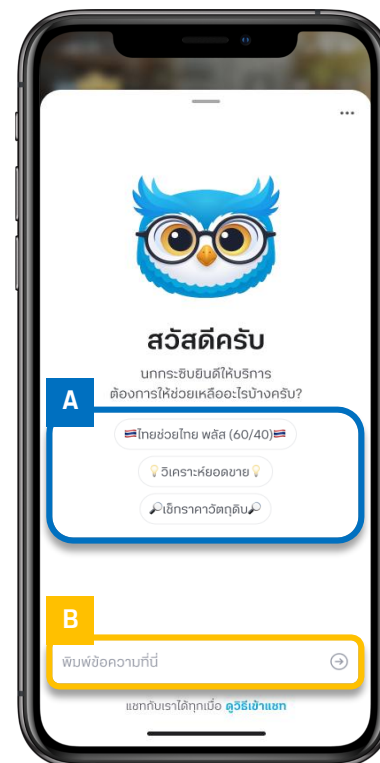 สวัสดีครับ
นกกระซิบยินดีให้บริการ
ต้องการให้ช่วยเหลืออะไรบ้างครับ?
A
🇹🇭ไทยช่วยไทย พลัส (60/40)🇹🇭
💡วิเคราะห์ยอดขาย💡
🔎เช็กราคาวัตถุดิบ🔎
B
พิมพ์ข้อความที่นี่
แชทกับเราได้ทุกเมื่อ ดูวิธีเข้าแชท